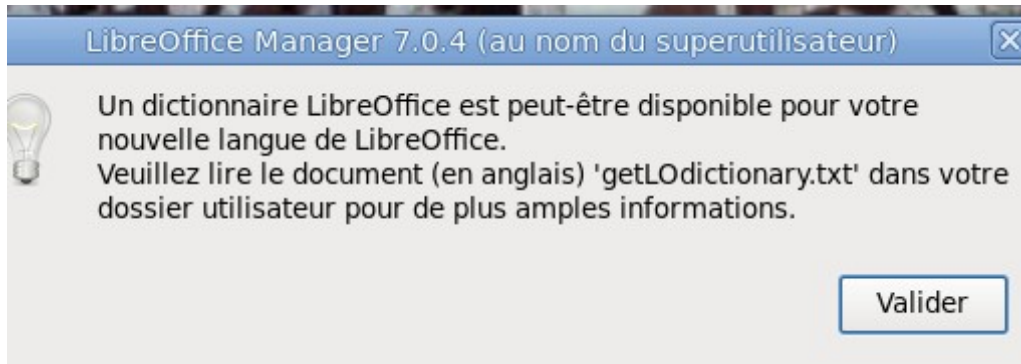 LibreOffice Manager 7.0.4 (au nom du superutilisateur)
Un dictionnaire LibreOffice est peut-être disponible pour votre
nouvelle langue de LibreOffice.
Veuillez lire le document (en anglais) 'getLOdictionary.txt' dans votre
dossier utilisateur pour de plus amples informations.
Valider